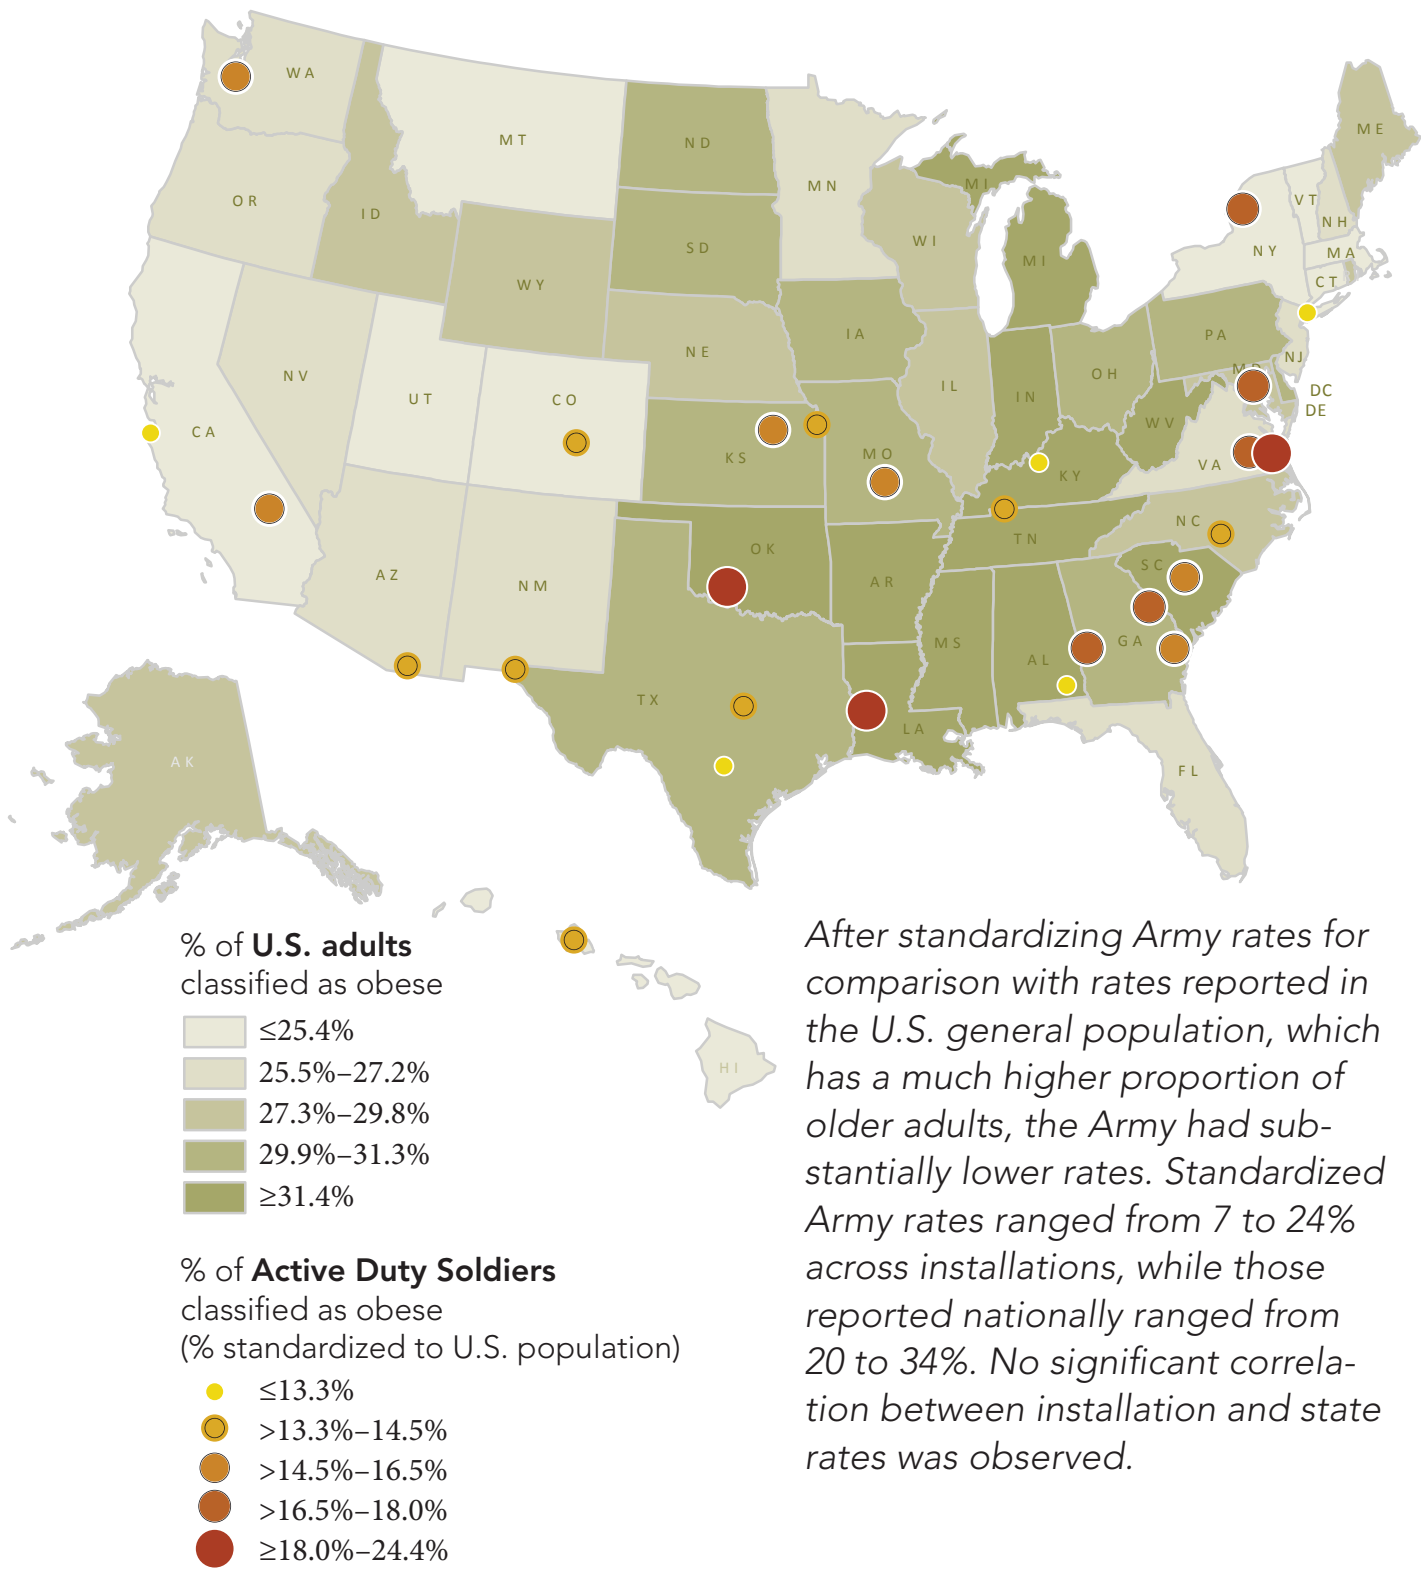 WA
MT
ND
MN
MI
ME
OR
ID
SD
WI
MI
VT
NH
NY
MA
CT
WY
IA
PA
NE
NJ
NV
UT
CO
IL
IN
OH
MD
DC
DE
CA
KS
MO
WV
VA
KY
AZ
NM
OK
AR
TN
NC
SC
MS
AL
GA
TX
LA
FL
AK
HI
% of U.S. adults
classified as obese
≤25.4%
25.5%–27.2%
27.3%–29.8%
29.9%–31.3%
≥31.4%
% of Active Duty Soldiers
classified as obese
(% standardized to U.S. population)
≤13.3%
>13.3%–14.5%
>14.5%–16.5%
>16.5%–18.0%
≥18.0%–24.4%
After standardizing Army rates for
comparison with rates reported in
the U.S. general population, which
has a much higher proportion of
older adults, the Army had sub-
stantially lower rates. Standardized
Army rates ranged from 7 to 24%
across installations, while those
reported nationally ranged from
20 to 34%. No significant correla-
tion between installation and state
rates was observed.